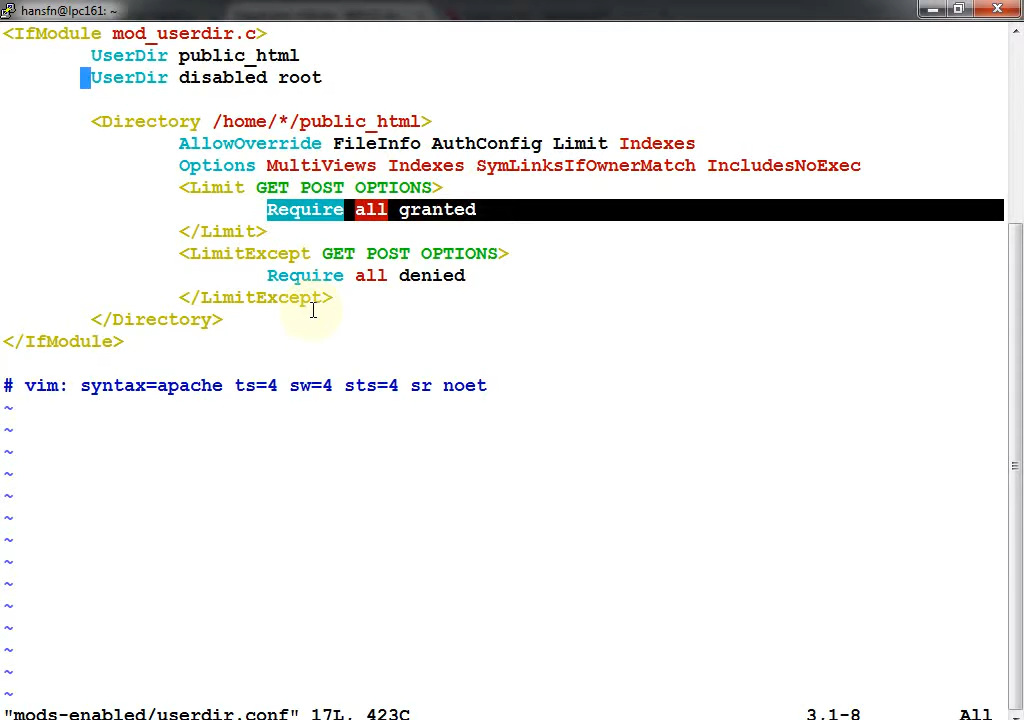 hansfn@lpc161: ~
<IfModule mod_userdir.c>
UserDir public_html
UserDir disabled root
<Directory /home/*/public_html>
AllowOverride FileInfo AuthConfig Limit Indexes
Options MultiViews Indexes SymLinksIfOwnerMatch IncludesNoExec
<Limit GET POST OPTIONS>
Require all granted
</Limit>
<LimitExcept GET POST OPTIONS>
Require all denied
</LimitExcept>
</Directory>
</IfModule>
# vim: syntax=apache ts=4 sw=4 sts=4 sr noet
~
~
~
~
~
~
~
~
~
~
~
~
~
~
"mods-enabled/userdir.conf" 17L, 423C 3,1-8 All